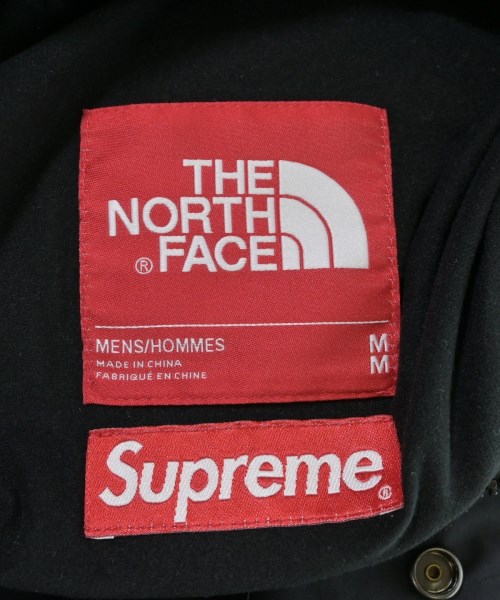 THE
NORTH
® FACE
MENS/HOMMES M
MADE IN CHINA M
FABRIQUÉ EN CHINE
Supreme®